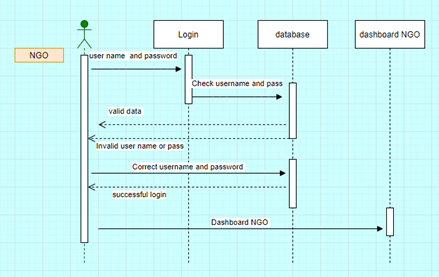 Login
database
dashboard NGO
NGO
user name and password
Check username and pass
valid data
Invalid user name or pass
Correct username and password
successful login
Dashboard NGO